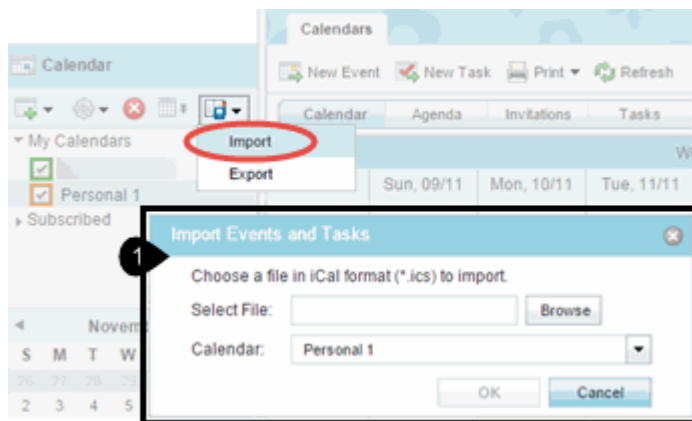 Calendars
Calendar
New Event New Task Print Refresh
Calendar Agenda Invitations Tasks
My Calendars
Import
Export
Personal 1
Subscribed
Sun, 09/11 Mon, 10/11 Tue, 11/11
1
Import Events and Tasks
Choose a file in iCal format (*.ics) to import.
Select File: Browse
Calendar: Personal 1
OK Cancel
S M T W
26 27 28 29
2 3 4 5